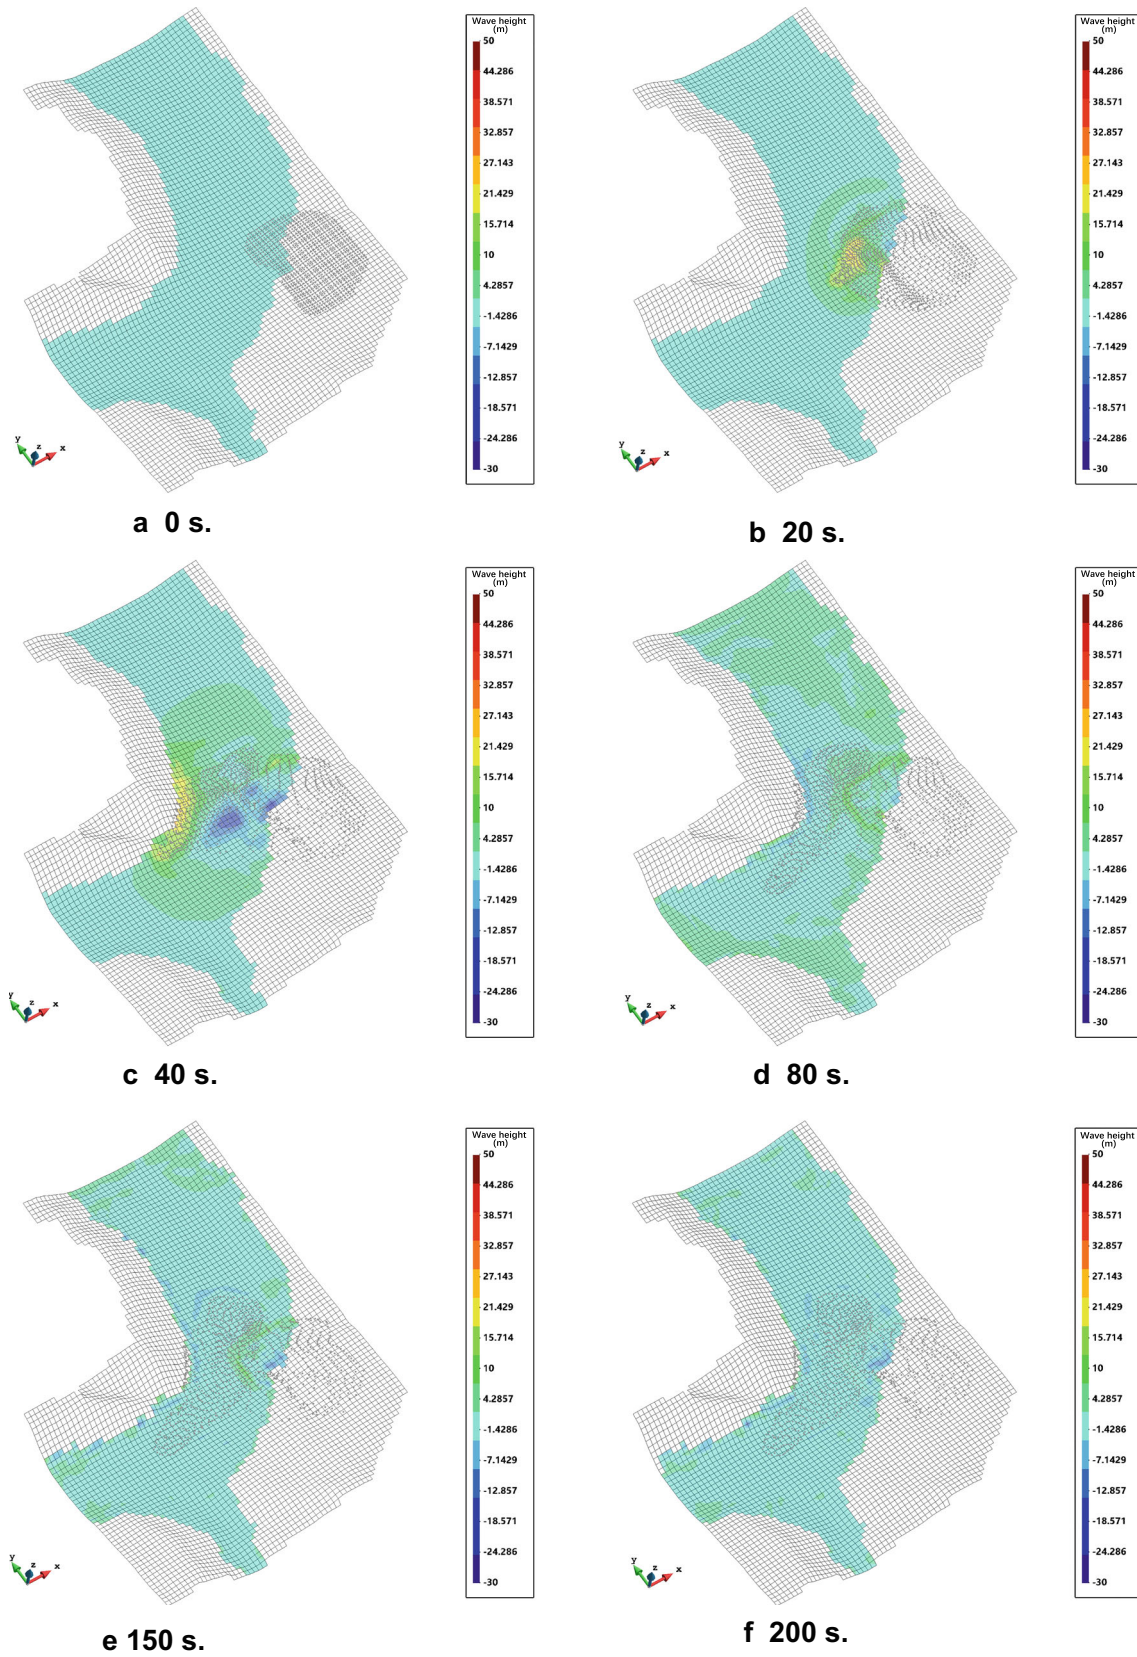 Wave height
(m)
50
44.286
38.571
32.857
27.143
21.429
15.714
10
4.2857
-1.4286
-7.1429
-12.857
-18.571
-24.286
-30
y
z
x
a 0 s.
Wave height
(m)
50
44.286
38.571
32.857
27.143
21.429
15.714
10
4.2857
-1.4286
-7.1429
-12.857
-18.571
-24.286
-30
y
z
x
b 20 s.
Wave height
(m)
50
44.286
38.571
32.857
27.143
21.429
15.714
10
4.2857
-1.4286
-7.1429
-12.857
-18.571
-24.286
-30
y
z
x
c 40 s.
Wave height
(m)
50
44.286
38.571
32.857
27.143
21.429
15.714
10
4.2857
-1.4286
-7.1429
-12.857
-18.571
-24.286
-30
y
z
x
d 80 s.
Wave height
(m)
50
44.286
38.571
32.857
27.143
21.429
15.714
10
4.2857
-1.4286
-7.1429
-12.857
-18.571
-24.286
-30
y
z
x
e 150 s.
Wave height
(m)
50
44.286
38.571
32.857
27.143
21.429
15.714
10
4.2857
-1.4286
-7.1429
-12.857
-18.571
-24.286
-30
y
z
x
f 200 s.